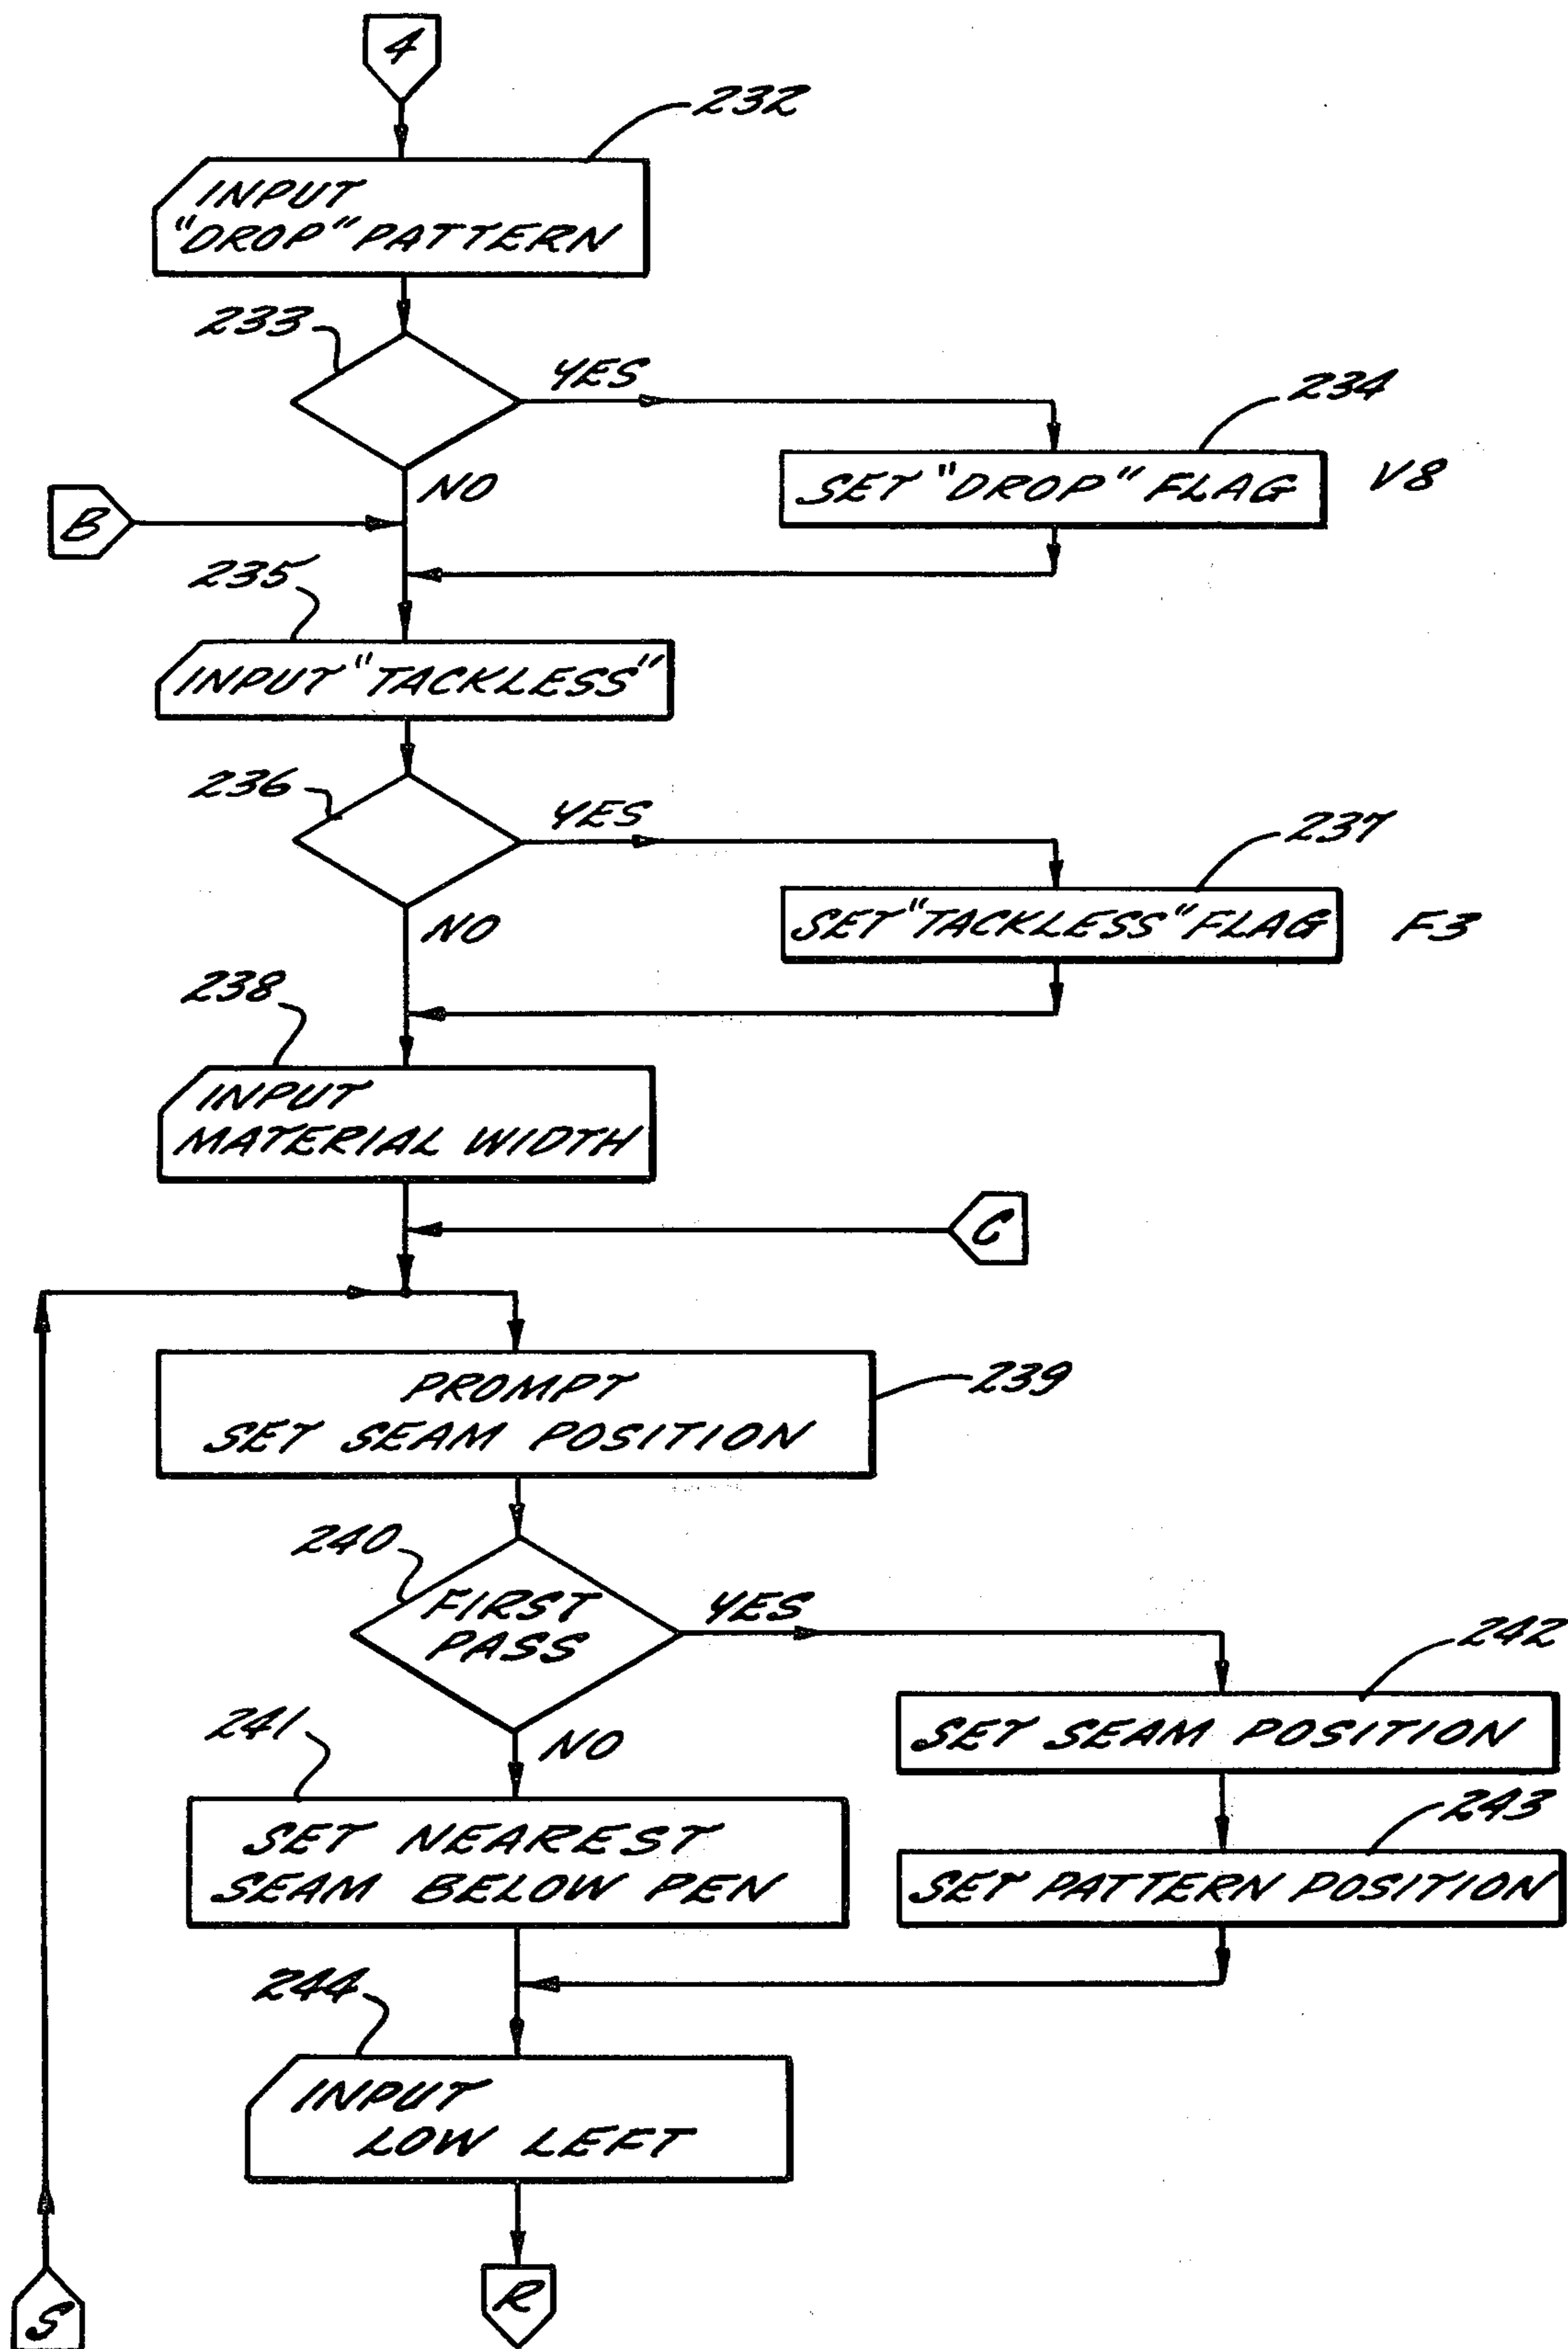 4
232
INPUT
"DROP" PATTERN
233
YES
234
NO
SET "DROP" FLAG
V8
B
235
INPUT "TACKLESS"
236
YES
237
NO
SET "TACKLESS" FLAG
F3
238
INPUT
MATERIAL WIDTH
C
PROMPT
SET SEAM POSITION
239
240
FIRST
PASS
YES
242
241
NO
SET SEAM POSITION
243
SET NEAREST
SEAM BELOW PEN
SET PATTERN POSITION
244
INPUT
LOW LEFT
S
R